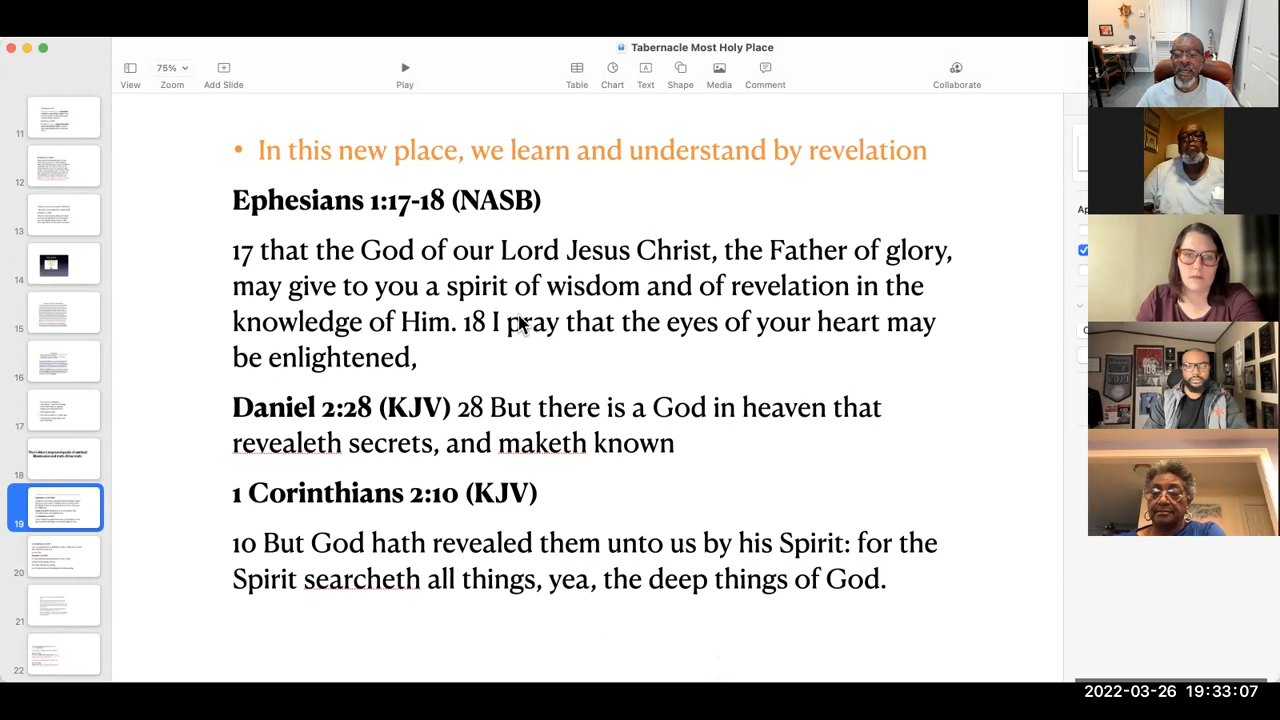 Tabernacle Most Holy Place
75%
View
Zoom
Add Slide
Play
Table
Chart
Text
Shape
Media
Comment
Collaborate
11
12
13
14
15
16
17
18
19
20
21
22
• In this new place, we learn and understand by revelation
Ephesians 1:17-18 (NASB)
17 that the God of our Lord Jesus Christ, the Father of glory,
may give to you a spirit of wisdom and of revelation in the
knowledge of Him. 18 I pray that the eyes of your heart may
be enlightened,
Daniel 2:28 (KJV) 28 But there is a God in heaven that
revealeth secrets, and maketh known
1 Corinthians 2:10 (KJV)
10 But God hath revealed them unto us by his Spirit: for the
Spirit searcheth all things, yea, the deep things of God.
2022-03-26 19:33:07